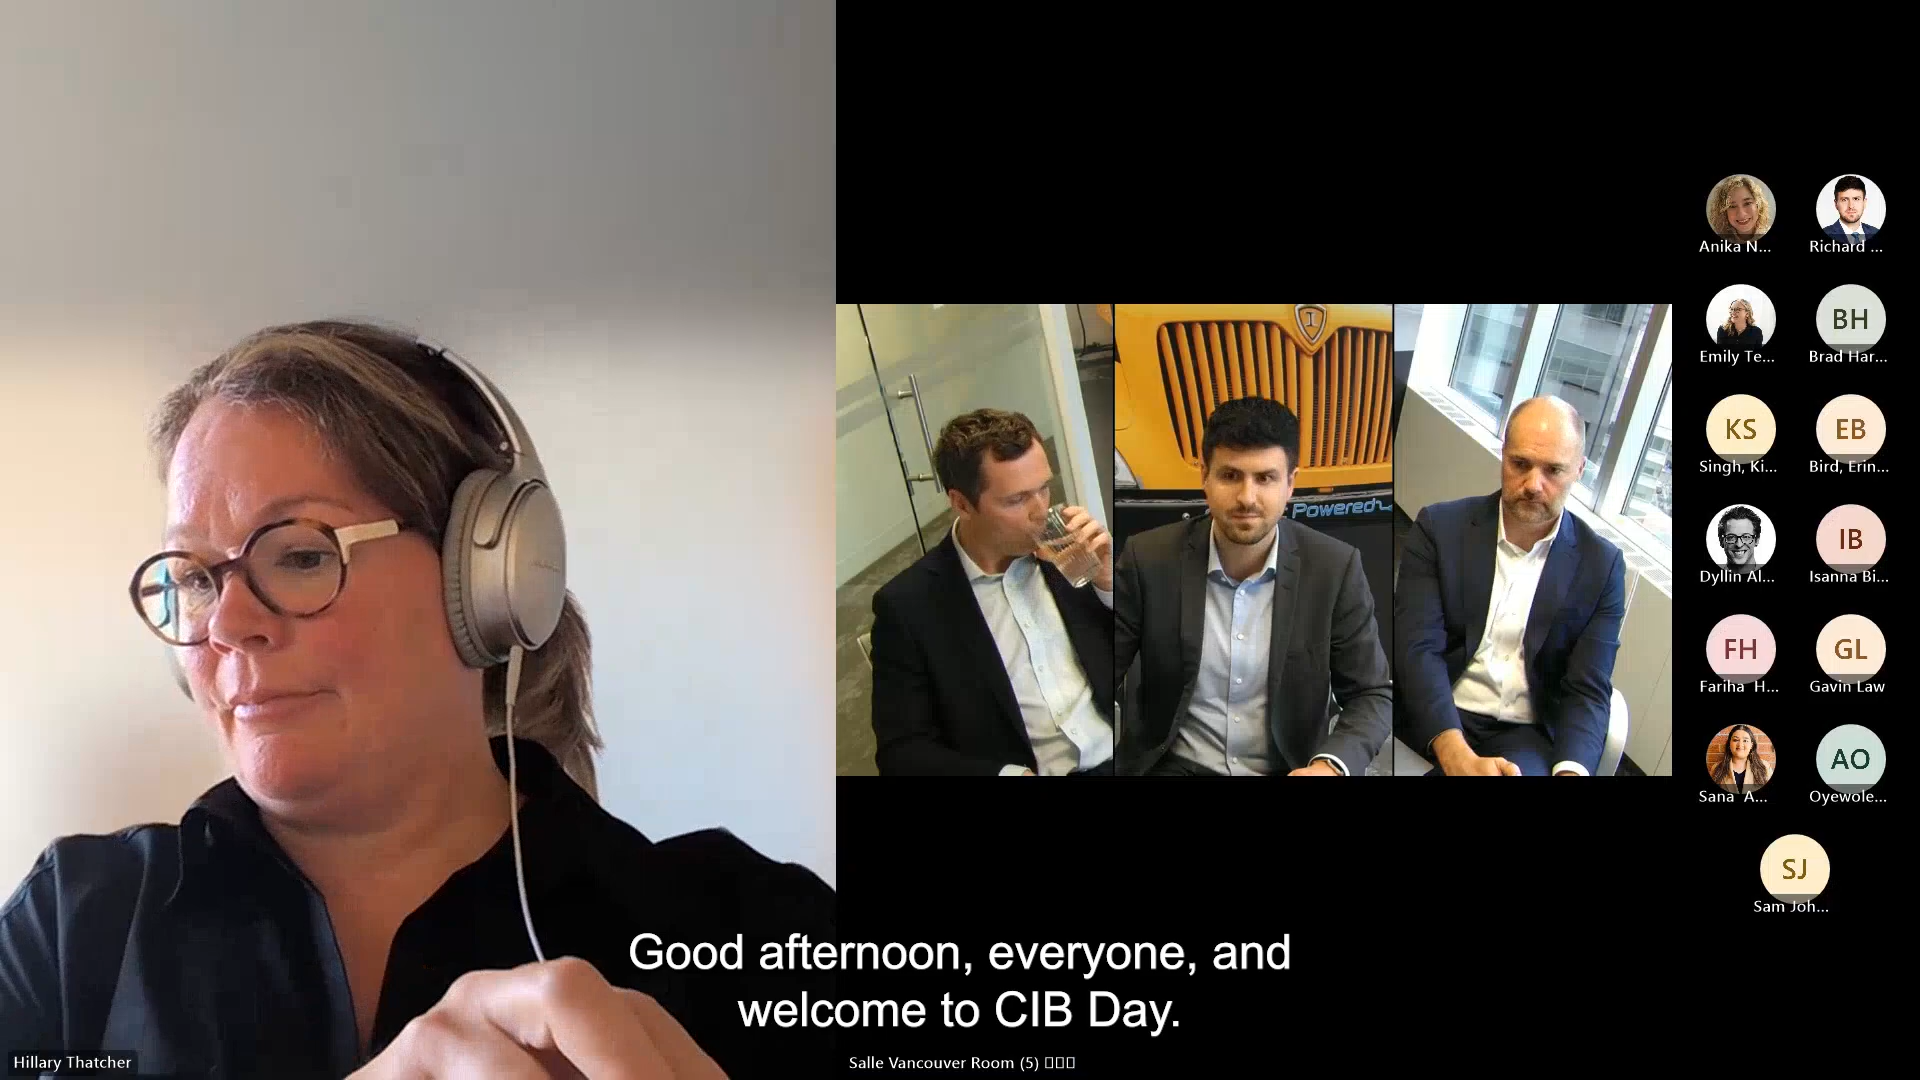 I
Powered
Anika N...
Richard ...
Emily Te...
BH
Brad Har...
KS
Singh, Ki...
EB
Bird, Erin...
Dyllin Al...
IB
Isanna Bi...
FH
Fariha H...
GL
Gavin Law
Sana A...
AO
Oyewole...
SJ
Sam Joh...
Good afternoon, everyone, and
welcome to CIB Day.
Hillary Thatcher
Salle Vancouver Room (5) □□□